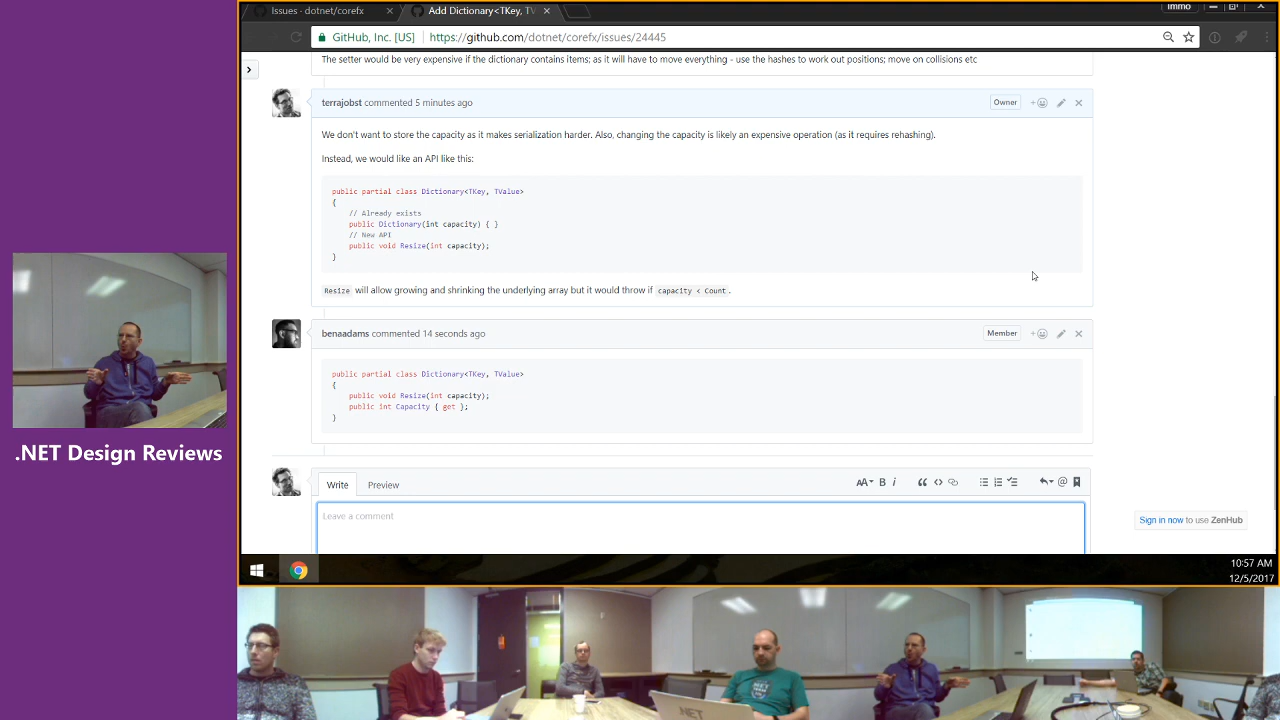 Issues - dotnet/corefx ×
Add Dictionary<TKey, TV ×
Immo
GitHub, Inc. [US] https://github.com/dotnet/corefx/issues/24445
The setter would be very expensive if the dictionary contains items; as it will have to move everything - use the hashes to work out positions; move on collisions etc
terrajobst commented 5 minutes ago
Owner
We don't want to store the capacity as it makes serialization harder. Also, changing the capacity is likely an expensive operation (as it requires rehashing).
Instead, we would like an API like this:
public partial class Dictionary<TKey, TValue>
{
// Already exists
public Dictionary(int capacity) { }
// New API
public void Resize(int capacity);
}
Resize will allow growing and shrinking the underlying array but it would throw if capacity < Count.
benaadams commented 14 seconds ago
Member
public partial class Dictionary<TKey, TValue>
{
public void Resize(int capacity);
public int Capacity { get };
}
Write
Preview
AA B i
Leave a comment
Sign in now to use ZenHub
10:57 AM
12/5/2017
.NET Design Reviews
.NET
.NET